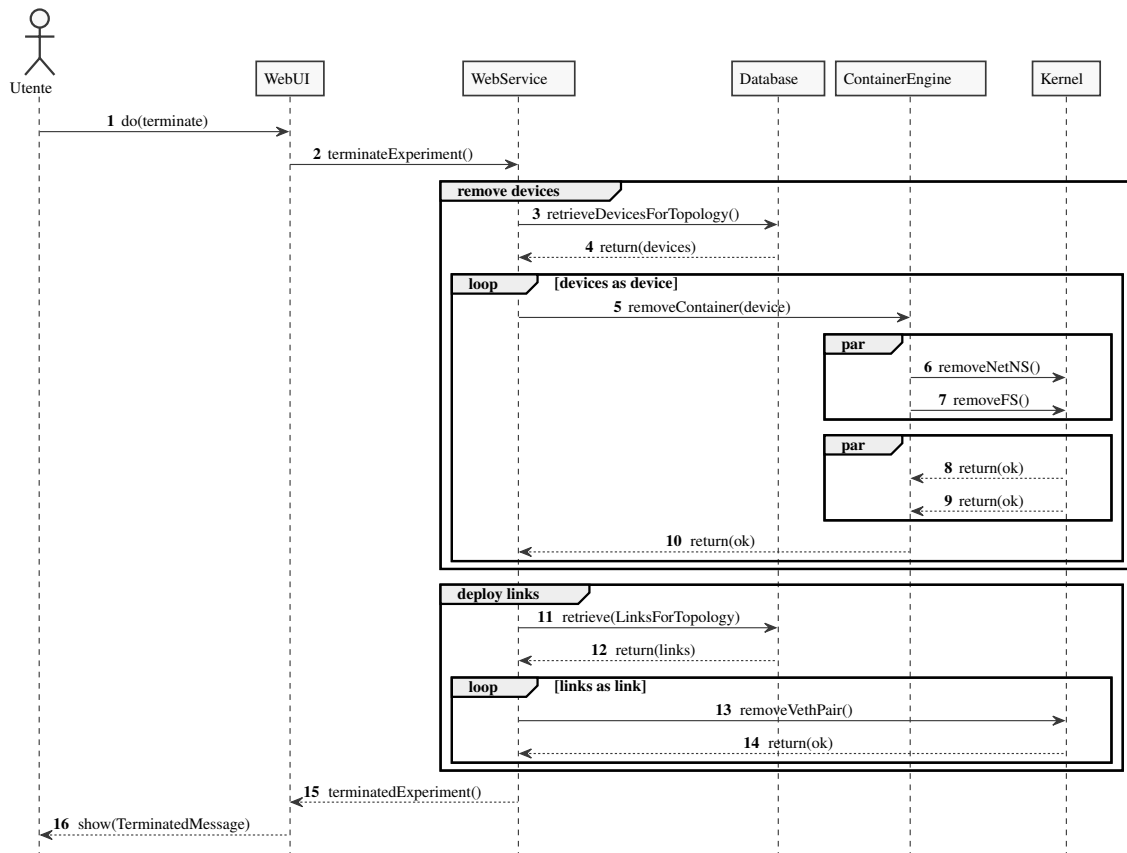 Utente
WebUI
WebService
Database
ContainerEngine
Kernel
1 do(terminate)
2 terminateExperiment()
remove devices
3 retrieveDevicesForTopology()
4 return(devices)
loop [devices as device]
5 removeContainer(device)
par
6 removeNetNS()
7 removeFS()
par
8 return(ok)
9 return(ok)
10 return(ok)
deploy links
11 retrieve(LinksForTopology)
12 return(links)
loop [links as link]
13 removeVethPair()
14 return(ok)
15 terminatedExperiment()
16 show(TerminatedMessage)